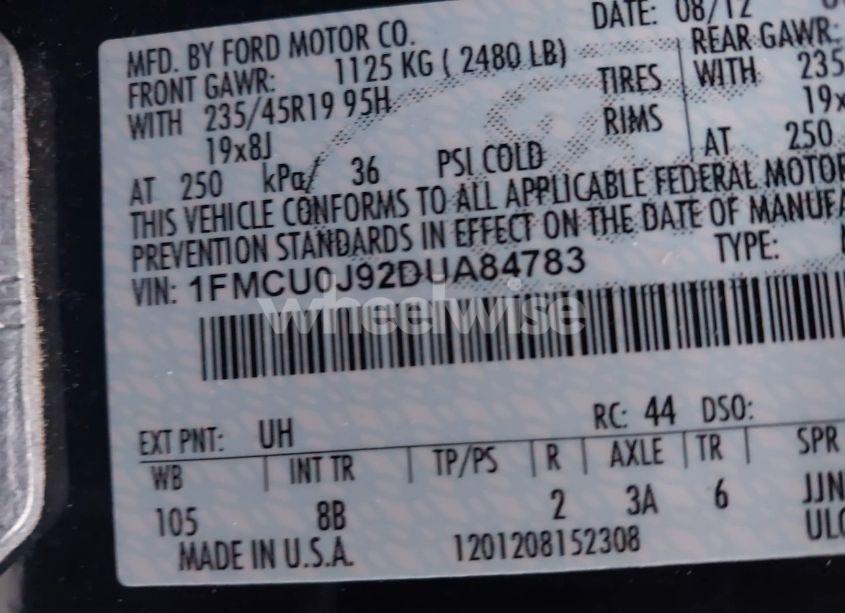 MFD. BY FORD MOTOR CO.
DATE: 08/12
FRONT GAWR: 1125 KG ( 2480 LB)
REAR GAWR:
WITH 235/45R19 95H TIRES WITH 235
19x8J RIMS 19x
AT 250 kPa/ 36 PSI COLD AT 250
THIS VEHICLE CONFORMS TO ALL APPLICABLE FEDERAL MOTOR
PREVENTION STANDARDS IN EFFECT ON THE DATE OF MANUFA
VIN: 1FMCU0J92DUA84783
TYPE:
wheelwise
EXT PNT: UH RC: 44 DSO:
WB INT TR TP/PS R AXLE TR SPR
105 8B 2 3A 6 JJN
MADE IN U.S.A. 1201208152308 ULC